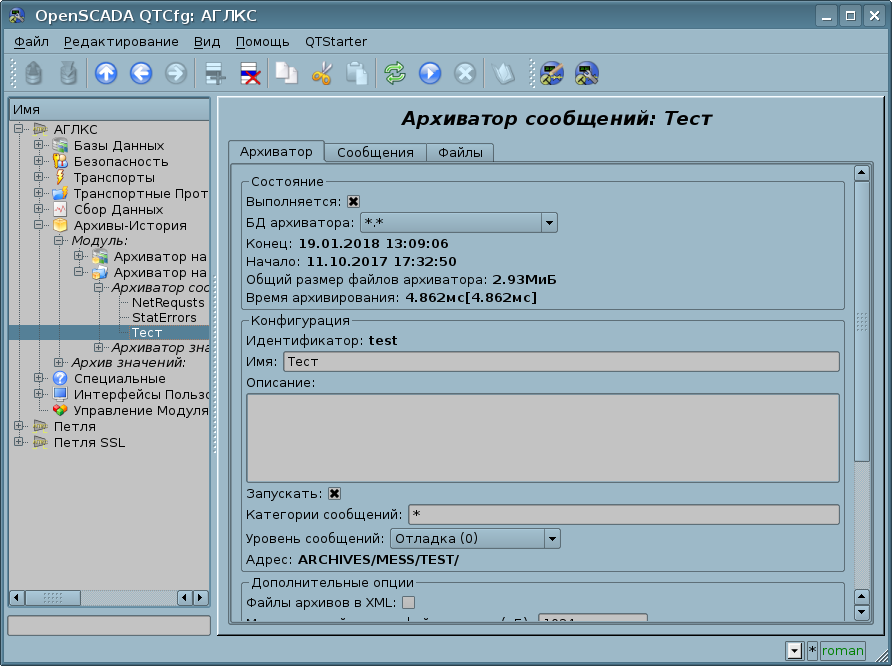 OpenSCADA QTCfg: АГЛКС
Файл Редактирование Вид Помощь QTStarter
Имя
АГЛКС
Базы Данных
Безопасность
Транспорты
Транспортные Прот
Сбор Данных
Архивы-История
Модуль:
Архиватор на
Архиватор на
Архиватор соо
NetRequsts
StatErrors
Тест
Архиватор зна
Архив значений:
Специальные
Интерфейсы Пользо
Управление Модуля
Петля
Петля SSL
Архиватор сообщений: Тест
Архиватор Сообщения Файлы
Состояние
Выполняется:
БД архиватора: *.*
Конец: 19.01.2018 13:09:06
Начало: 11.10.2017 17:32:50
Общий размер файлов архиватора: 2.93МиБ
Время архивирования: 4.862мс[4.862мс]
Конфигурация
Идентификатор: test
Имя: Тест
Описание:
Запускать:
Категории сообщений: *
Уровень сообщений: Отладка (0)
Адрес: ARCHIVES/MESS/TEST/
Дополнительные опции
Файлы архивов в XML:
* roman